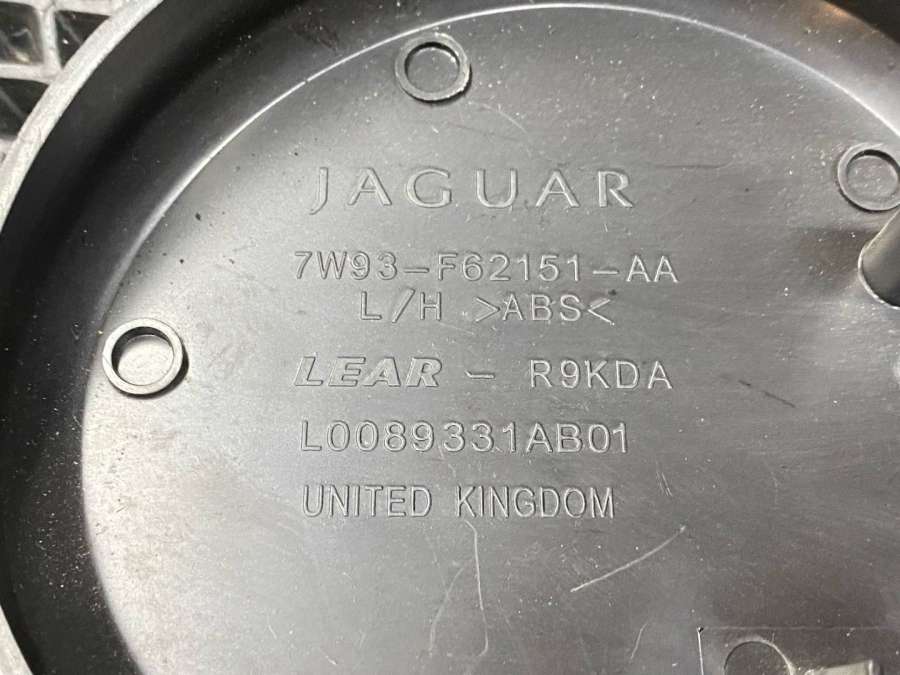 JAGUAR
7W93-F62151-AA
L/H >ABS<
LEAR - R9KDA
L0089331AB01
UNITED KINGDOM